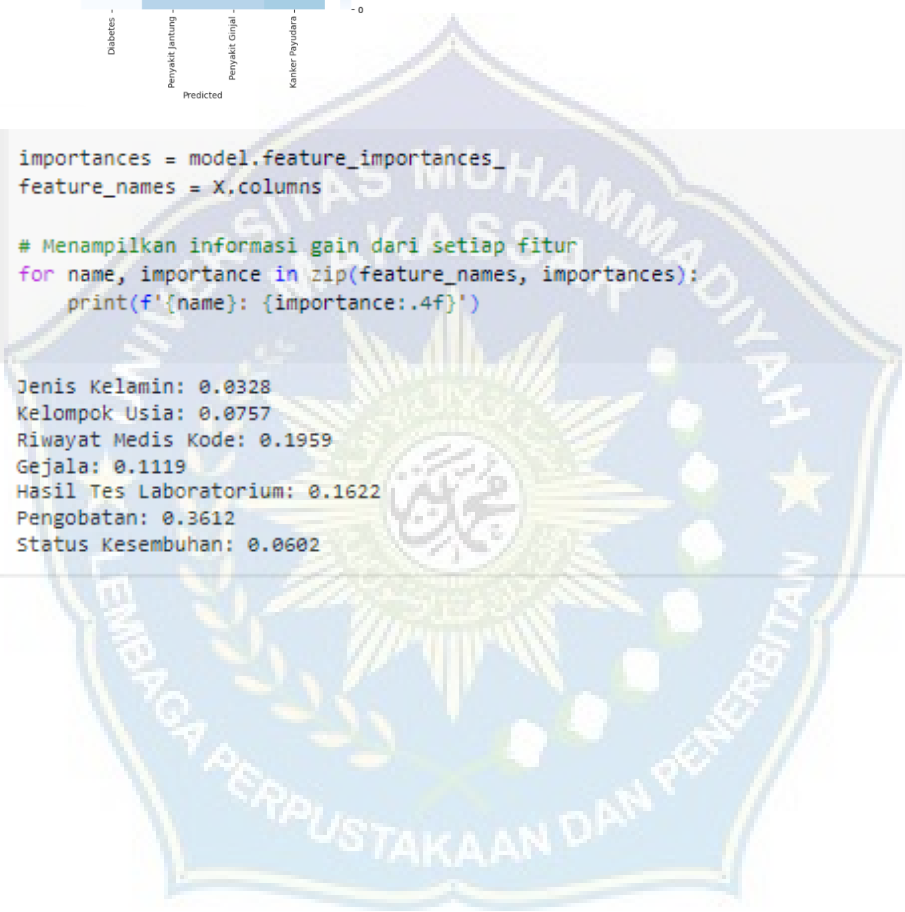 0
Diabetes
Penyakit Jantung
Penyakit Ginjal
Kanker Payudara
Predicted
importances = model.feature_importances_
feature_names = X.columns
# Menampilkan informasi gain dari setiap fitur
for name, importance in zip(feature_names, importances):
    print(f'{name}: {importance:.4f}')
Jenis Kelamin: 0.0328
Kelompok Usia: 0.0757
Riwayat Medis Kode: 0.1959
Gejala: 0.1119
Hasil Tes Laboratorium: 0.1622
Pengobatan: 0.3612
Status Kesembuhan: 0.0602
UNIVERSITAS MUHAMMADIYAH
MAKASSAR
محمد
LEMBAGA PERPUSTAKAAN DAN PENERBITAN